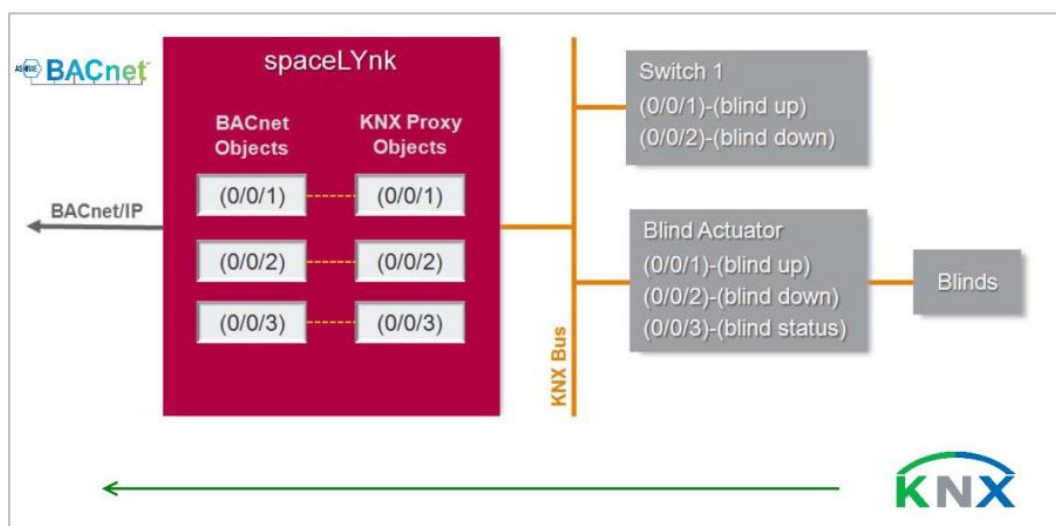 ASHRAE BACnet
spaceLYnk
BACnet
Objects
KNX Proxy
Objects
(0/0/1)
(0/0/1)
(0/0/2)
(0/0/2)
(0/0/3)
(0/0/3)
BACnet/IP
KNX Bus
Switch 1
(0/0/1)-(blind up)
(0/0/2)-(blind down)
Blind Actuator
(0/0/1)-(blind up)
(0/0/2)-(blind down)
(0/0/3)-(blind status)
Blinds
KNX